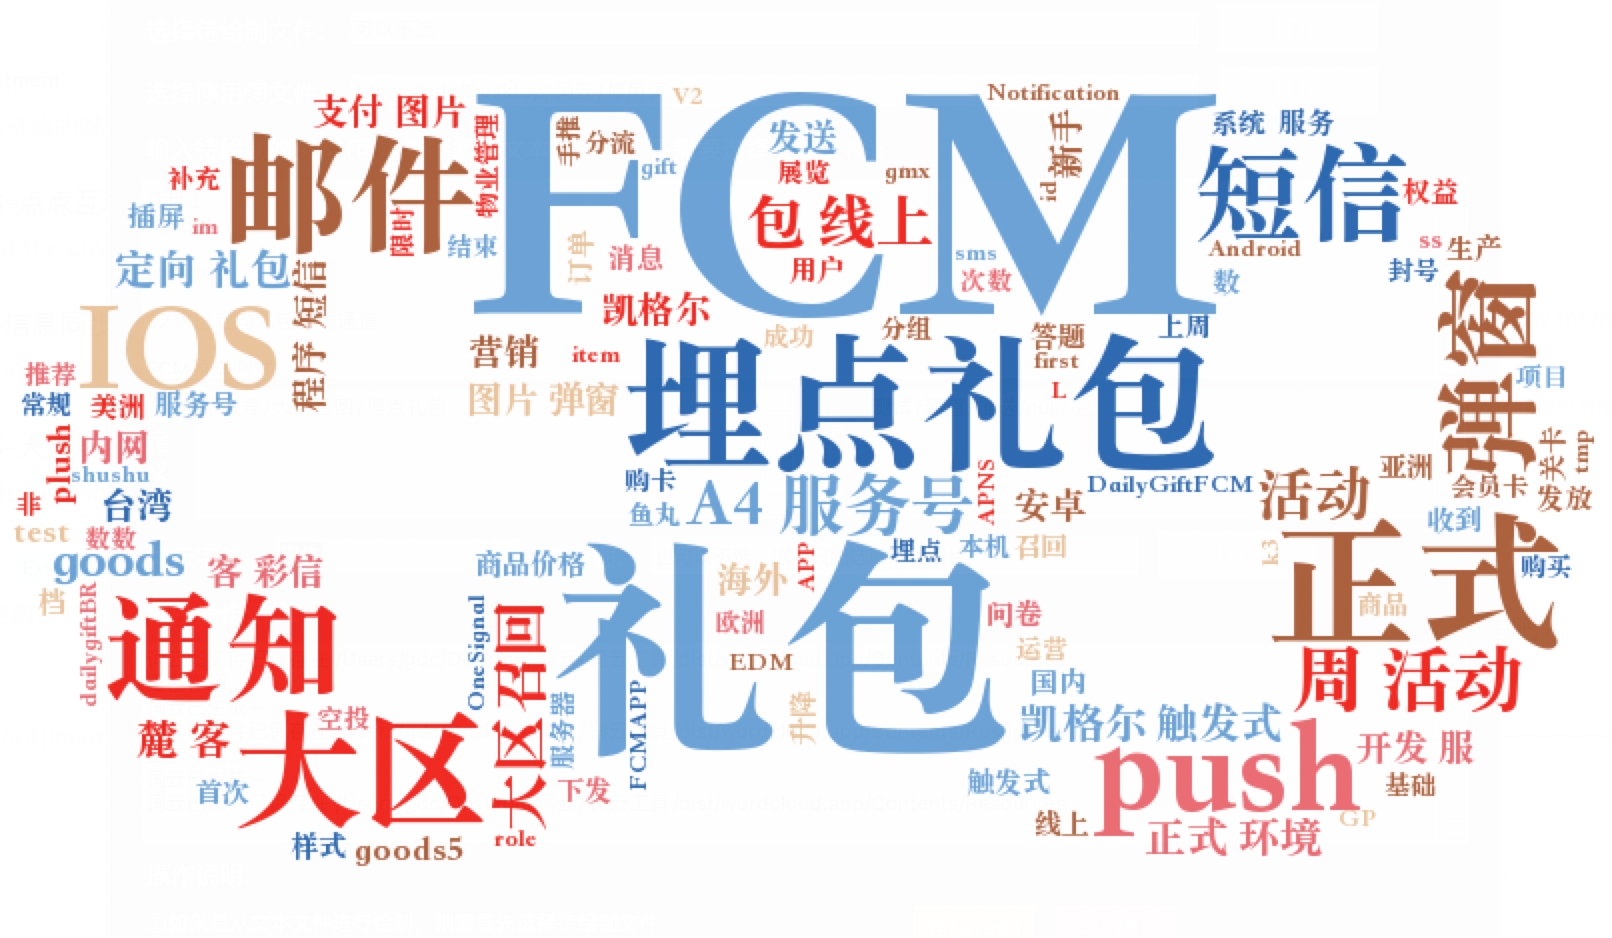 FCM
V2
Notification
支付 图片
系统 服务
邮件
物业管理
手推
分流
gift
发送
展览
gmx
新手
id
短信
权益
补充
插屏
im
限时
结束
订单
消息
包 线上
用户
sms
次数
Android
数
ss
生产
封号
定向 礼包
程序 短信
IOS
凯格尔
成功
分组
答题
first
上周
弹窗
营销
item
埋点礼包
L
图片 弹窗
推荐
常规
美洲
服务号
项目
plush
内网
shushu
购卡
鱼丸
A4 服务号
APNS
安卓
DailyGiftFCM
活动
亚洲
会员卡
关卡
tmp
发放
非
台湾
收到
test
数数
goods
客 彩信
商品价格
礼包
海外
APP
埋点
本机
召回
k3
正式
购买
商品
档
dailygiftBR
通知
OneSignal
大区召回
欧洲
问卷
EDM
运营
国内
周 活动
麓 客
空投
大区
服务器
FCMAPP
升降
凯格尔 触发式
push
开发 服
首次
下发
触发式
基础
线上
GP
正式 环境
样式
goods5
role